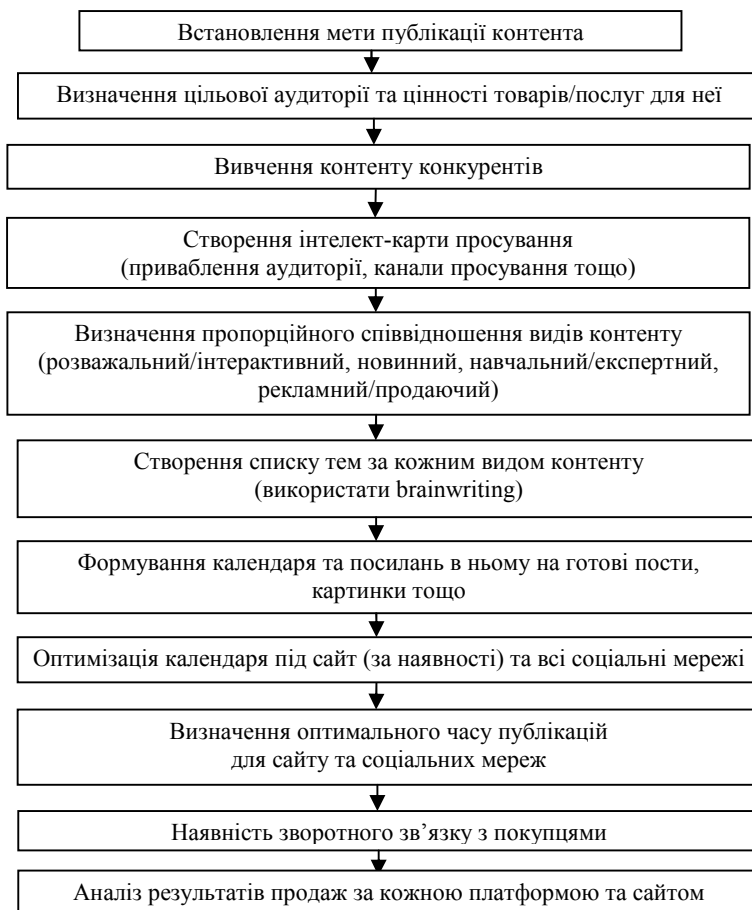 Встановлення мети публікації контента
Визначення цільової аудиторії та цінності товарів/послуг для неї
Вивчення контенту конкурентів
Створення інтелект-карти просування
(приваблення аудиторії, канали просування тощо)
Визначення пропорційного співвідношення видів контенту
(розважальний/інтерактивний, новинний, навчальний/експертний,
рекламний/продаючий)
Створення списку тем за кожним видом контенту
(використати brainwriting)
Формування календаря та посилань в ньому на готові пости,
картинки тощо
Оптимізація календаря під сайт (за наявності) та всі соціальні мережі
Визначення оптимального часу публікацій
для сайту та соціальних мереж
Наявність зворотного зв’язку з покупцями
Аналіз результатів продаж за кожною платформою та сайтом